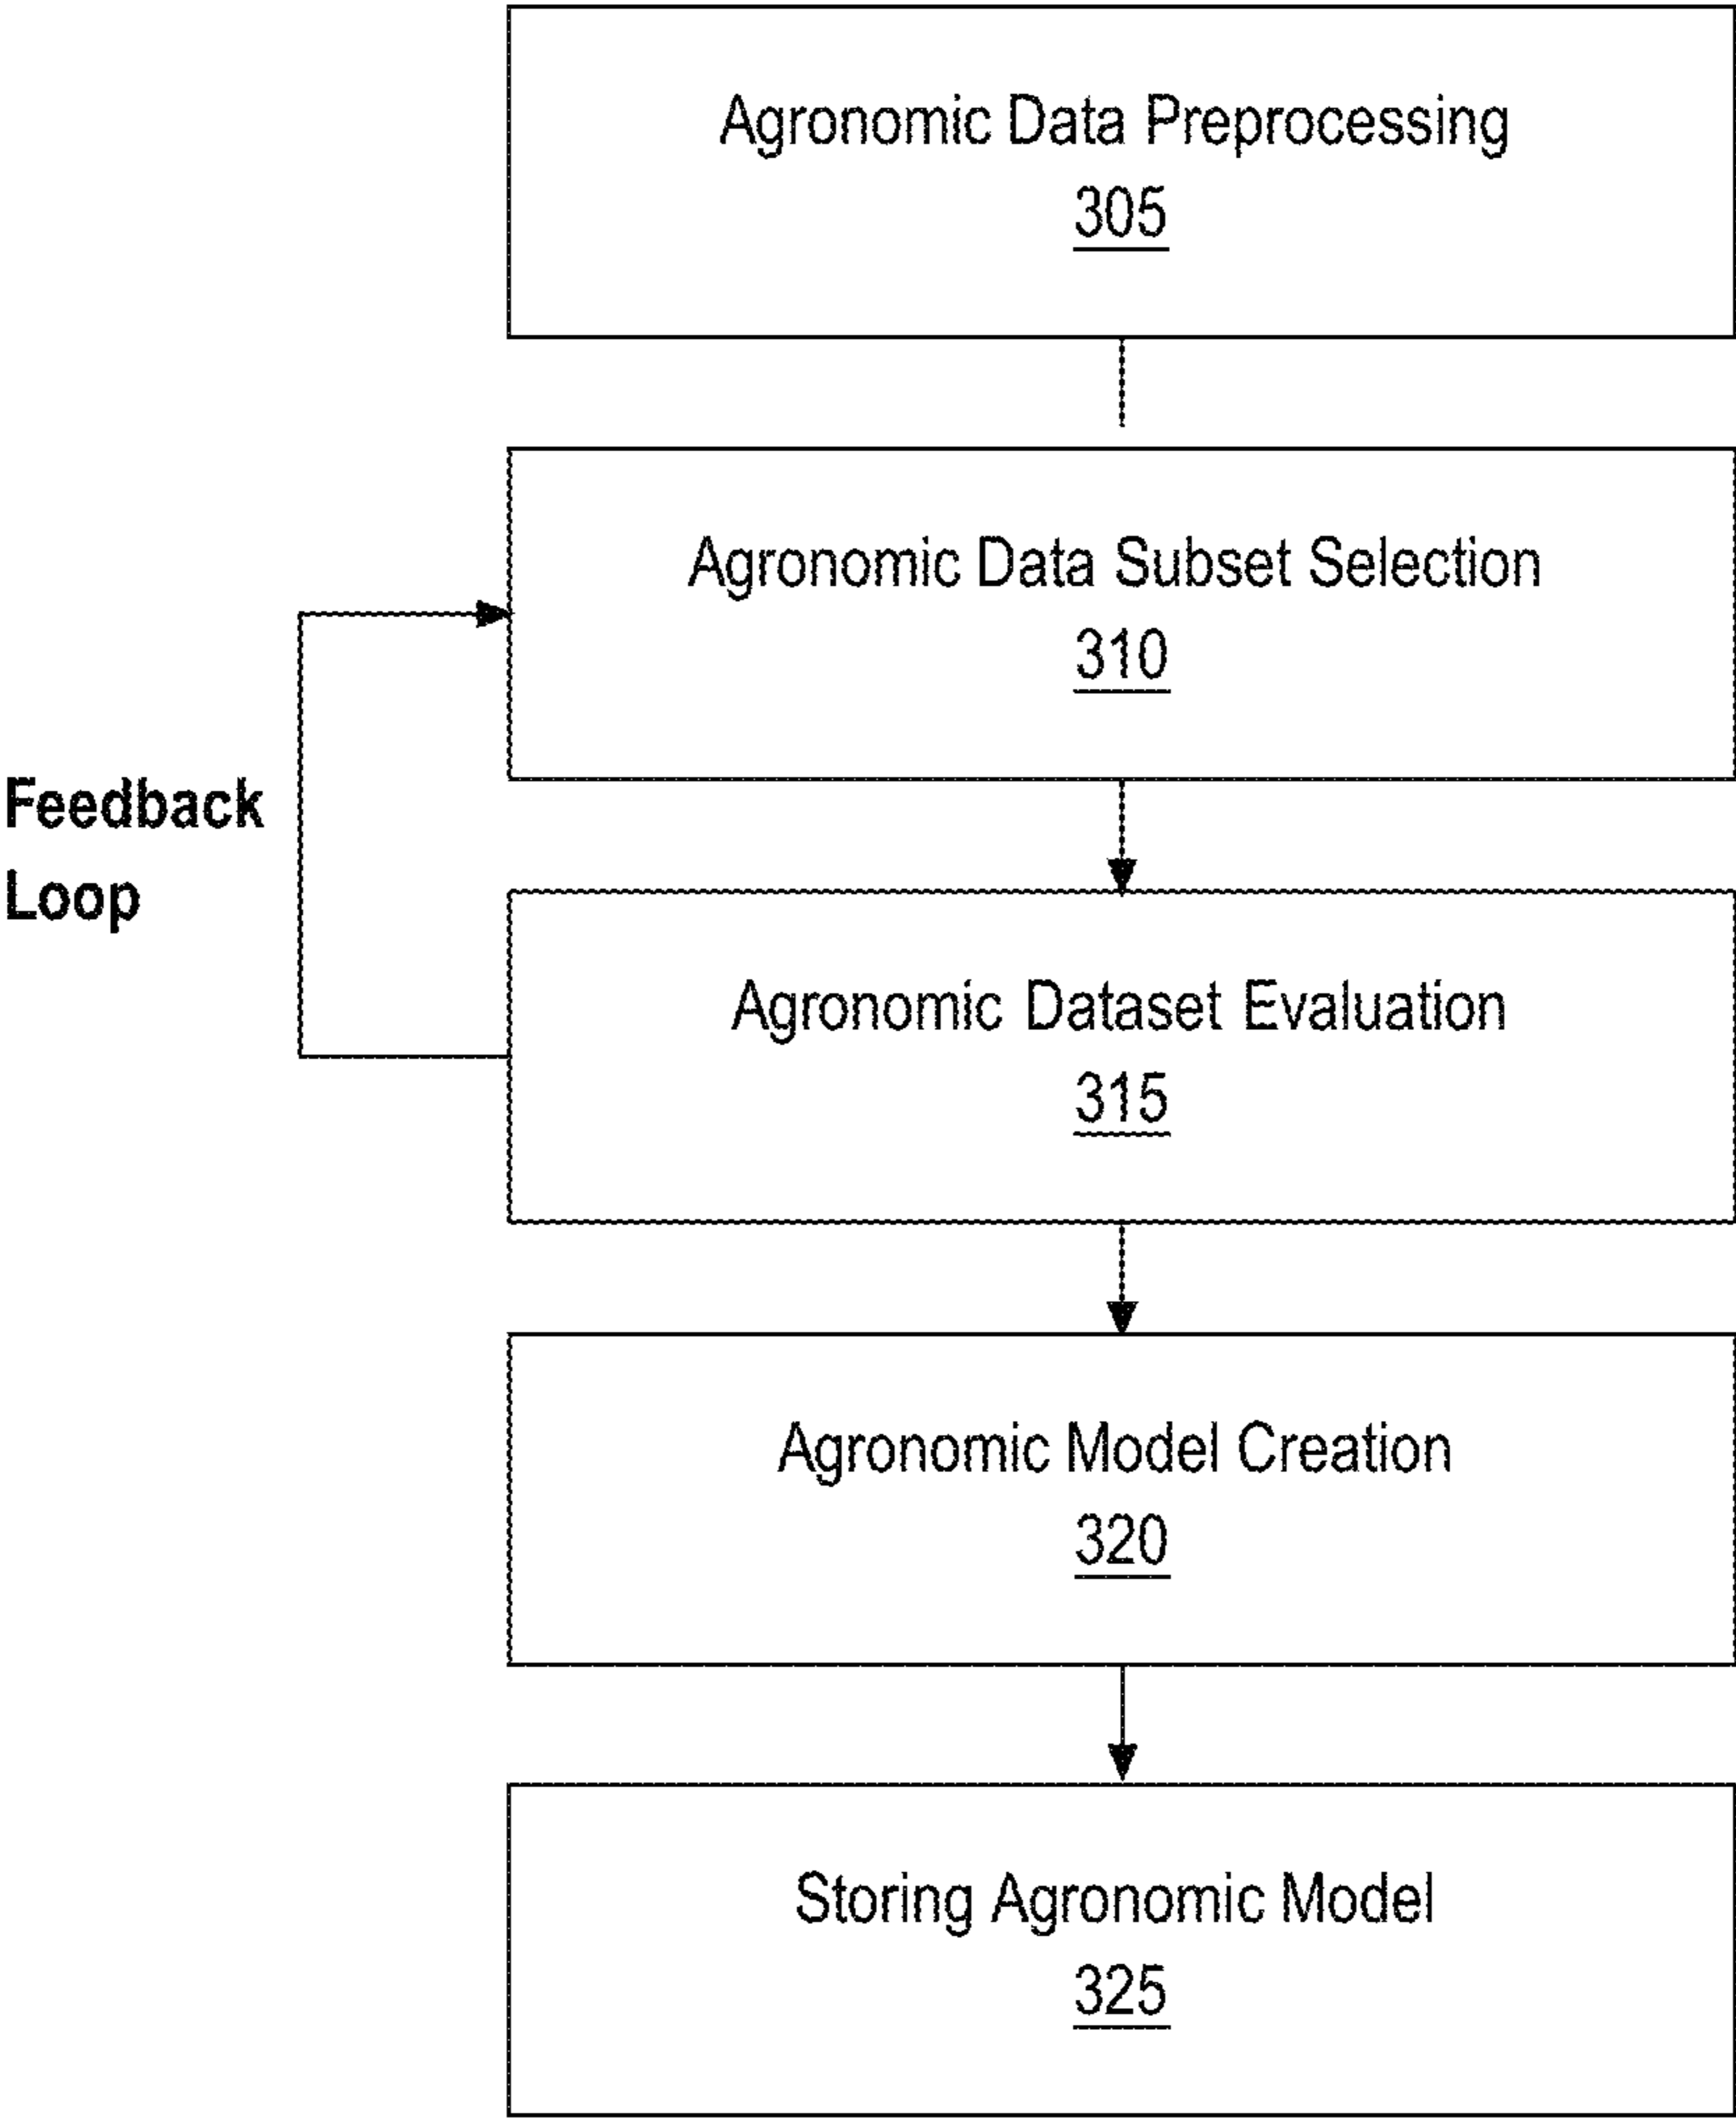 Agronomic Data Preprocessing
305
Agronomic Data Subset Selection
310
Feedback
Loop
Agronomic Dataset Evaluation
315
Agronomic Model Creation
320
Storing Agronomic Model
325